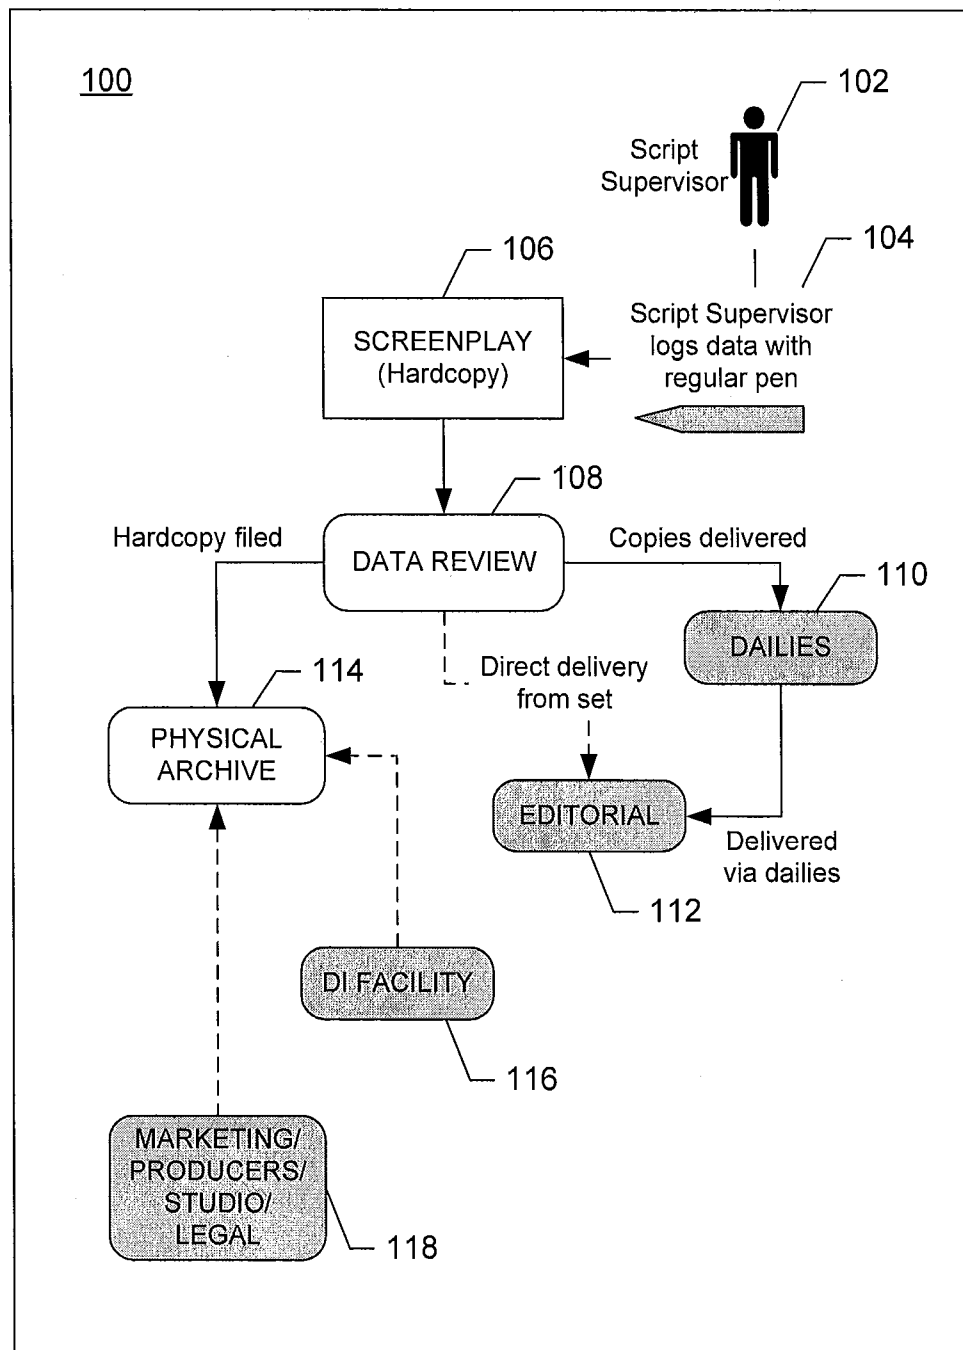 100
102
Script
Supervisor
104
106
Script Supervisor
logs data with
regular pen
SCREENPLAY
(Hardcopy)
108
Hardcopy filed
DATA REVIEW
Copies delivered
110
DAILIES
Direct delivery
from set
114
PHYSICAL
ARCHIVE
EDITORIAL
Delivered
via dailies
112
DI FACILITY
116
MARKETING/
PRODUCERS/
STUDIO/
LEGAL
118